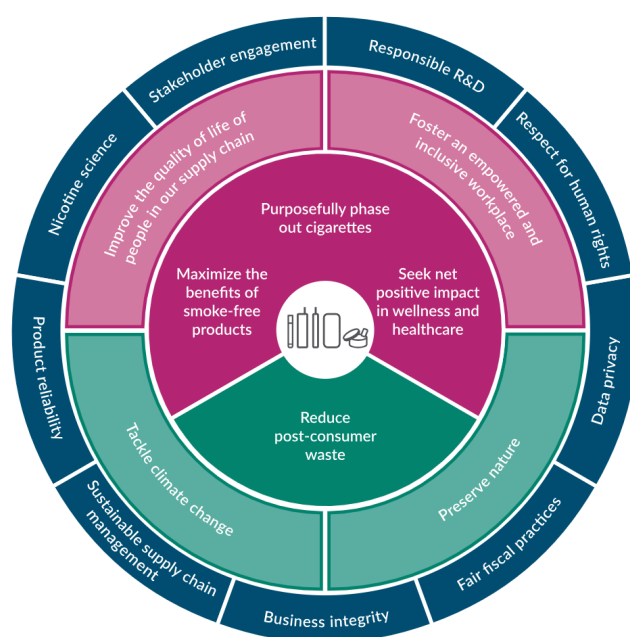 Stakeholder engagement
Responsible R&D
Respect for human rights
Data privacy
Fair fiscal practices
Business integrity
Sustainable supply chain
management
Product reliability
Nicotine science
Improve the quality of life of
people in our supply chain
Foster an empowered and
inclusive workplace
Preserve nature
Tackle climate change
Purposefully phase
out cigarettes
Maximize the
benefits of
smoke-free
products
Seek net
positive impact
in wellness and
healthcare
Reduce
post-consumer
waste